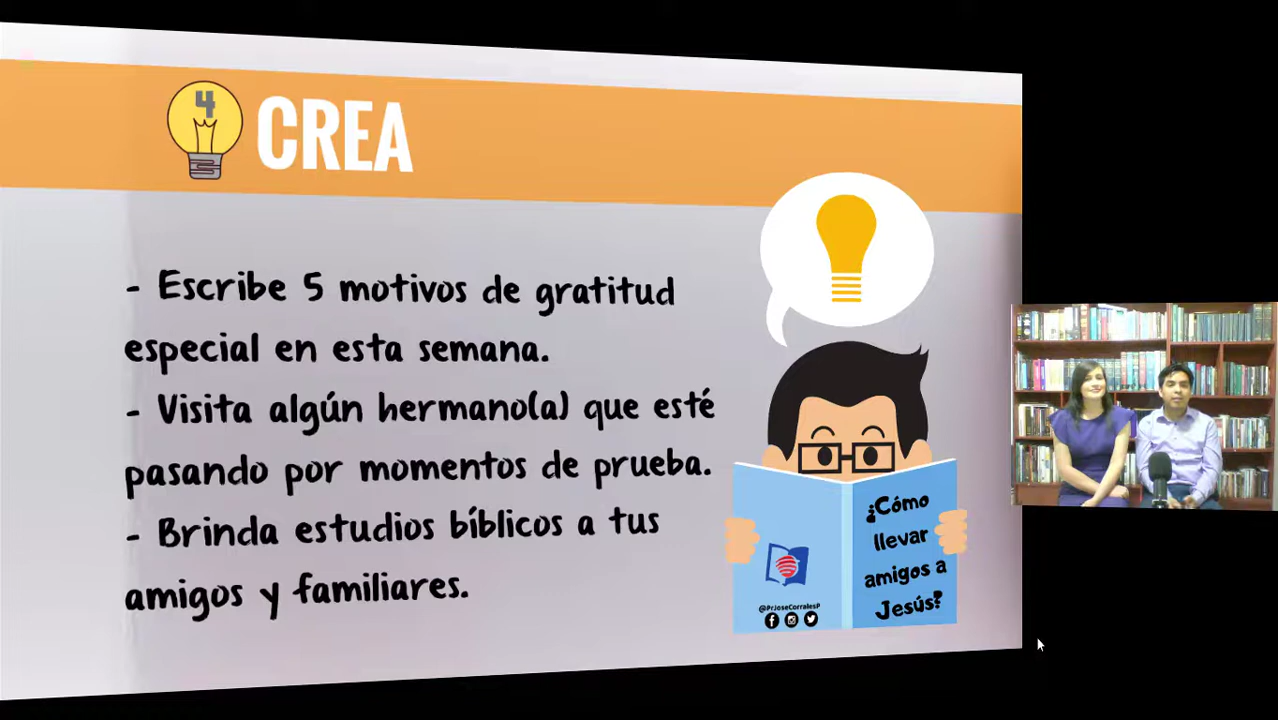 4
CREA
- Escribe 5 motivos de gratitud
especial en esta semana.
- Visita algún hermano(a) que esté
pasando por momentos de prueba.
- Brinda estudios bíblicos a tus
amigos y familiares.
¿Cómo
llevar
amigos a
Jesús?
@PrJoseCorralesP